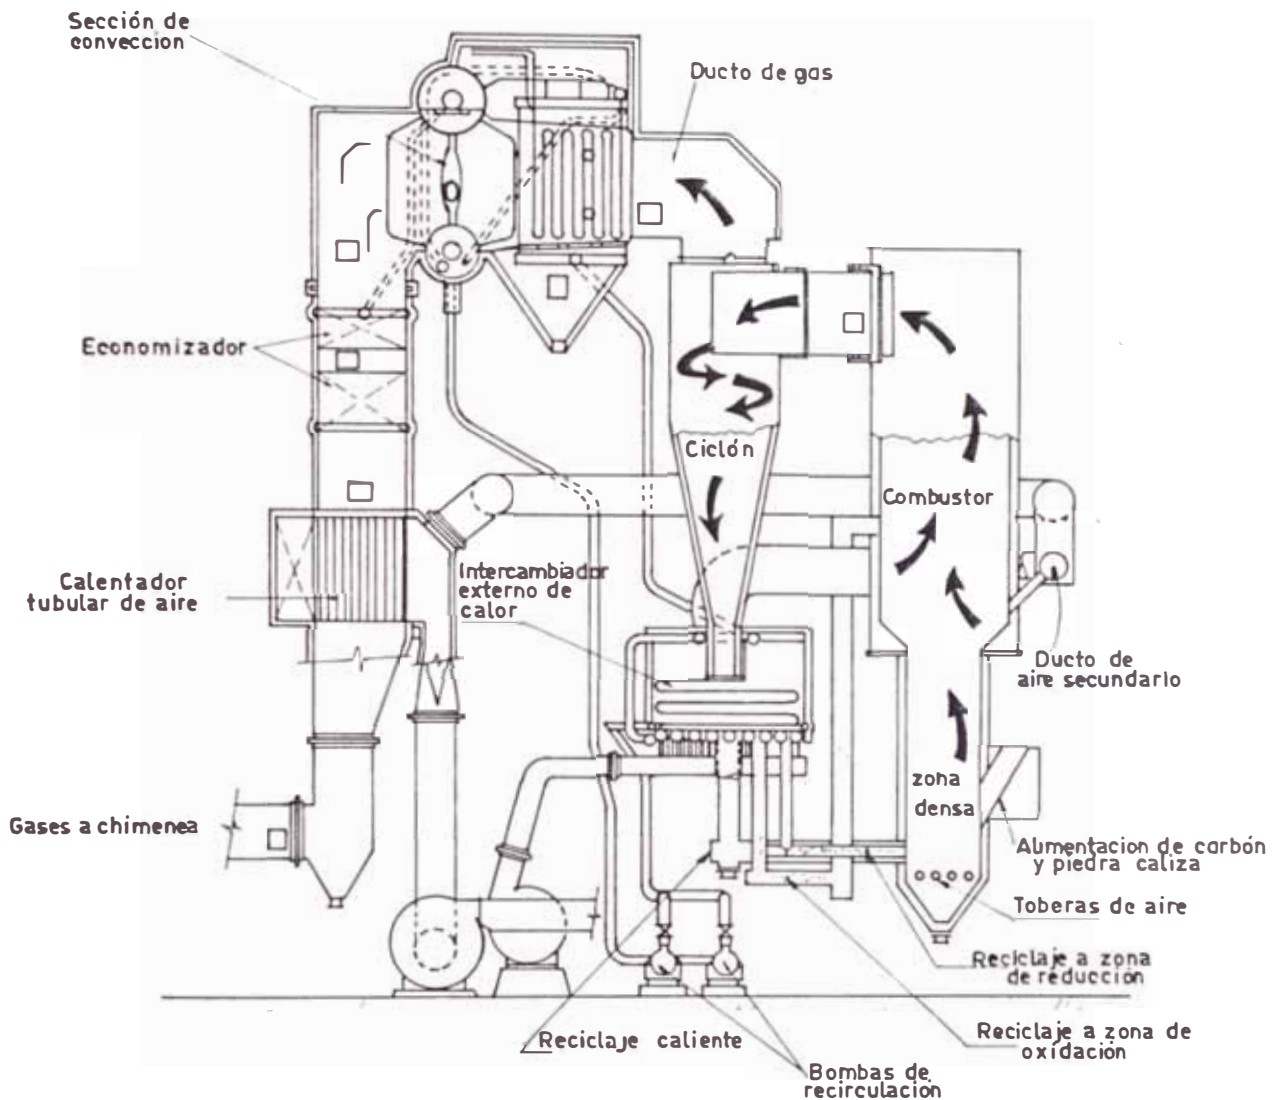 Sección de
conveccion
Ducto de gas
Economizador
Ciclón
Combustor
Calentador
tubular de aire
Intercambiador
externo de
calor
Ducto de
aire secundario
zona
densa
Gases a chimenea
Alimentacion de carbón
y piedra caliza
Toberas de aire
Reciclaje a zona
de réducción
Reciclaje a zona de
oxidación
Reciclaje caliente
Bombas de
recirculación